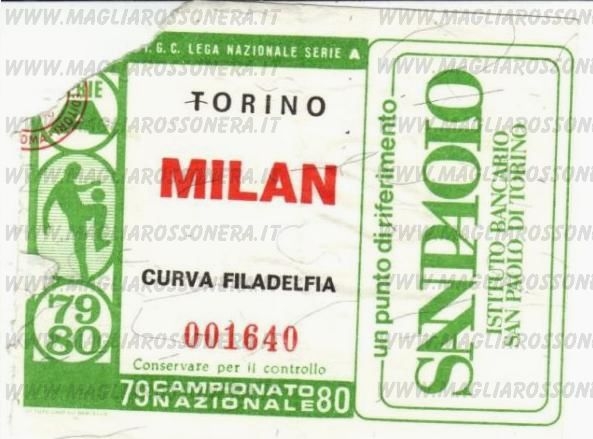 I.G.C. LEGA NAZIONALE SERIE A
TORINO
MILAN
CURVA FILADELFIA
001640
Conservare per il controllo
79 CAMPIONATO NAZIONALE 80
RIE
'79
80
un punto di riferimento
SANPAOLO
ISTITUTO BANCARIO
SAN PAOLO DI TORINO
WWW.MAGLIAROSSONERA.IT